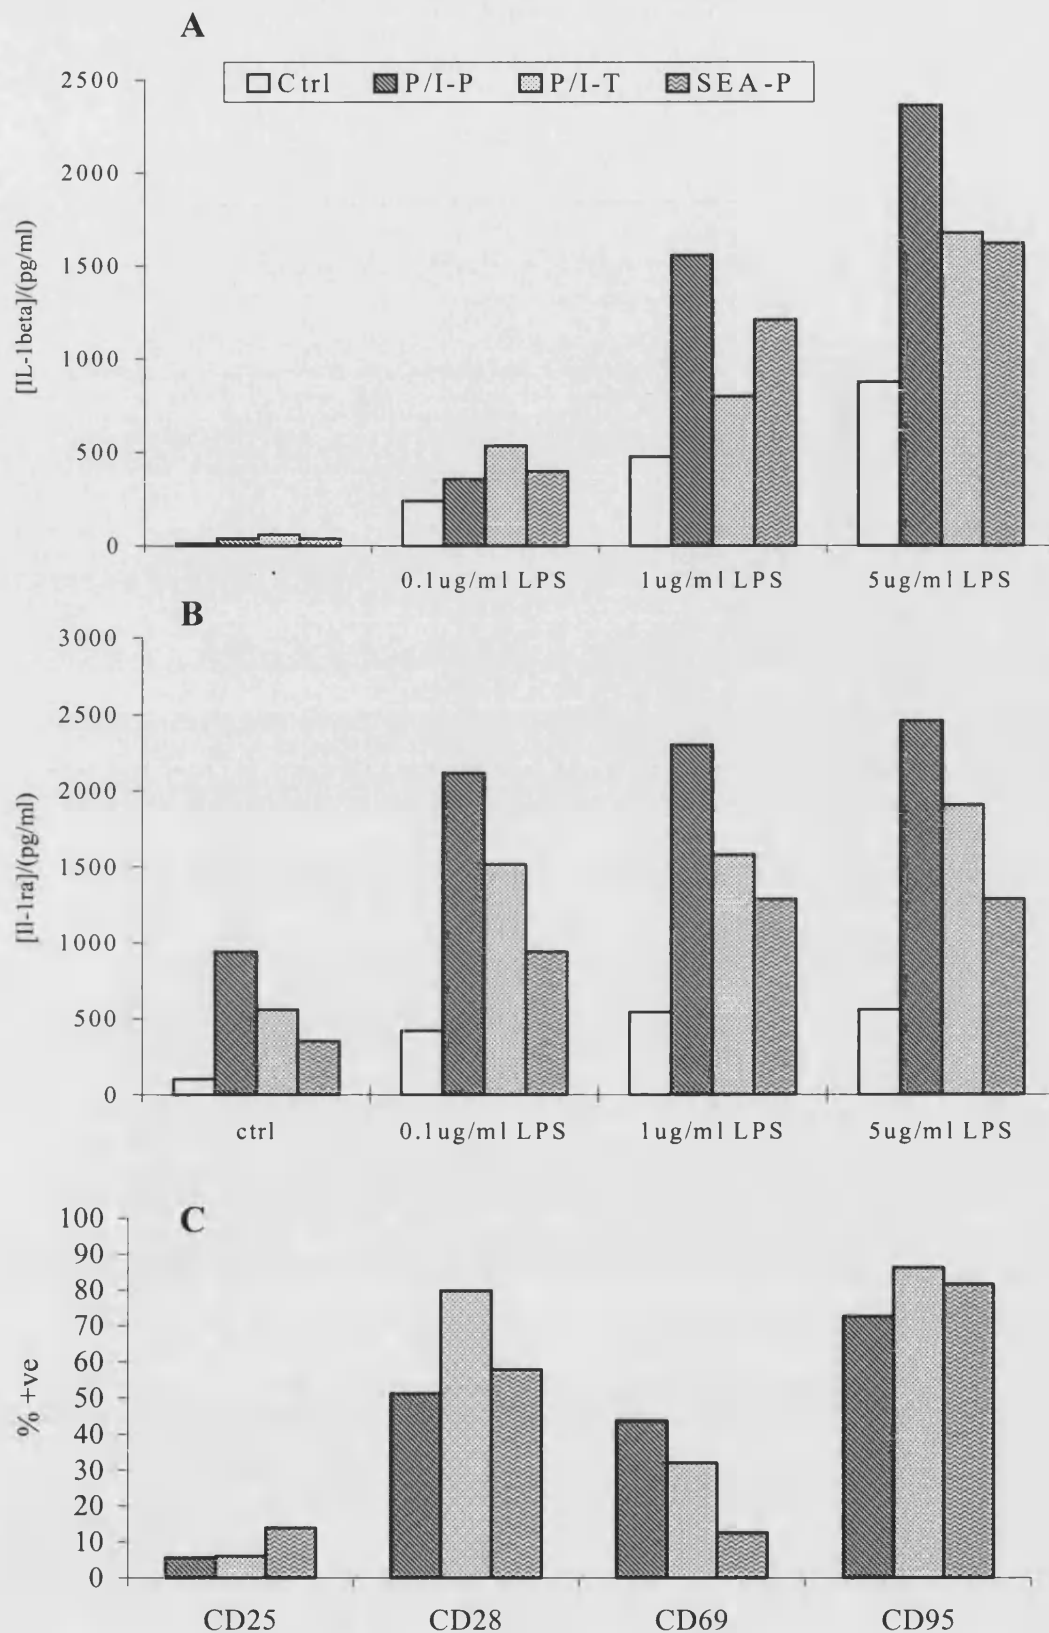 A
Ctrl P/I-P P/I-T SEA-P
2500
2000
1500
1000
500
0
[IL-1beta]/(pg/ml)
0.1ug/ml LPS 1ug/ml LPS 5ug/ml LPS
B
3000
2500
2000
1500
1000
500
0
[Il-1ra]/(pg/ml)
ctrl 0.1ug/ml LPS 1ug/ml LPS 5ug/ml LPS
C
100
90
80
70
60
50
40
30
20
10
0
% +ve
CD25 CD28 CD69 CD95